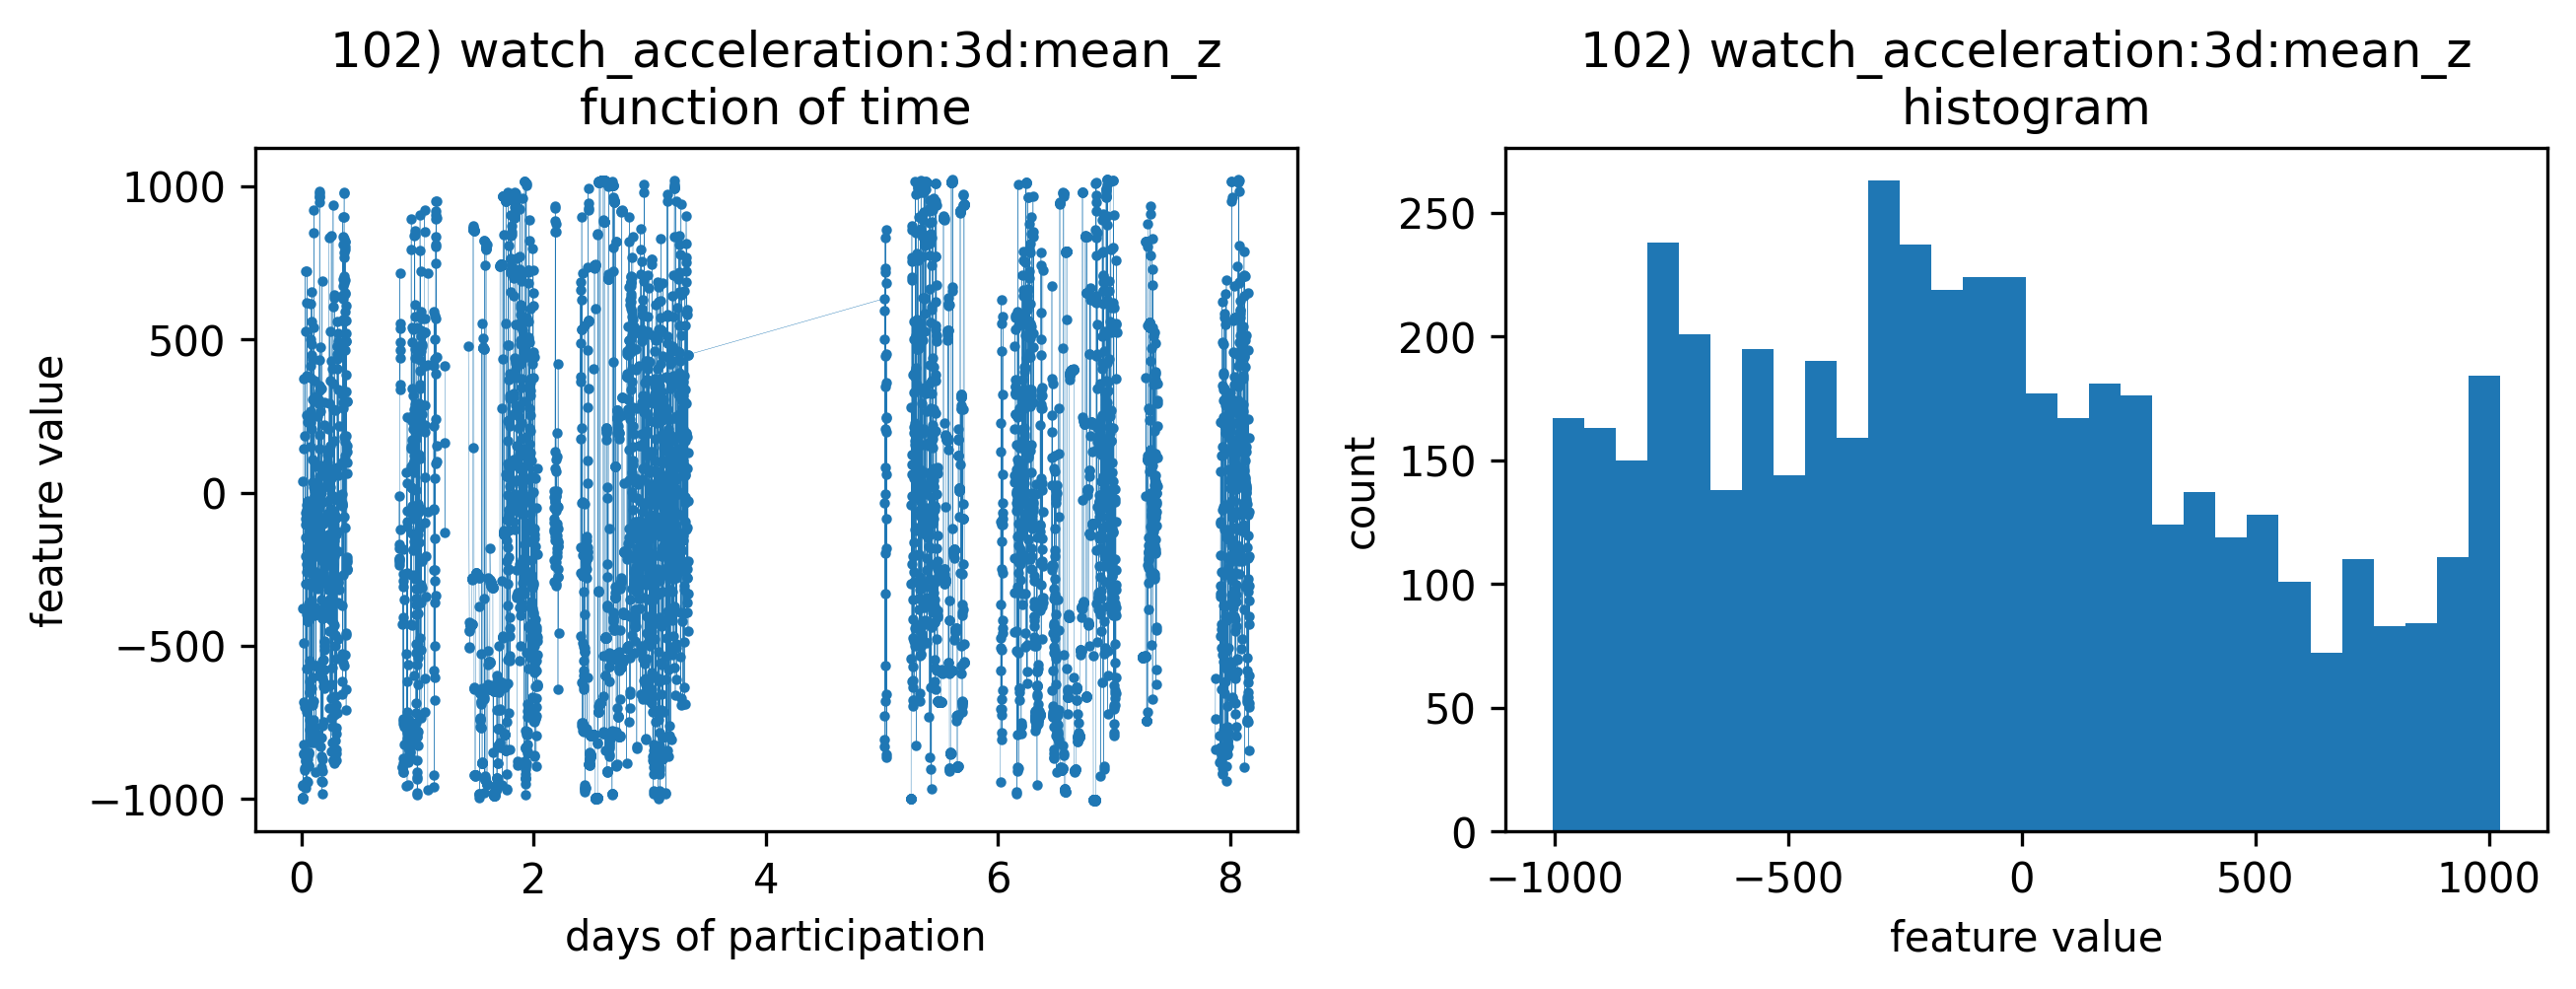 102) watch_acceleration:3d:mean_z
function of time
1000
500
0
−500
−1000
feature value
0 2 4 6 8
days of participation
102) watch_acceleration:3d:mean_z
histogram
250
200
150
100
50
0
count
−1000 −500 0 500 1000
feature value